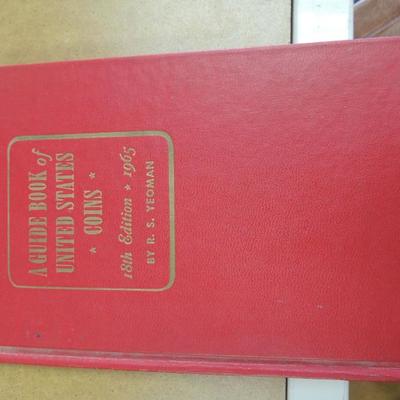 A GUIDE BOOK of
UNITED STATES
★ COINS ★
18th Edition ★ 1965
BY R. S. YEOMAN